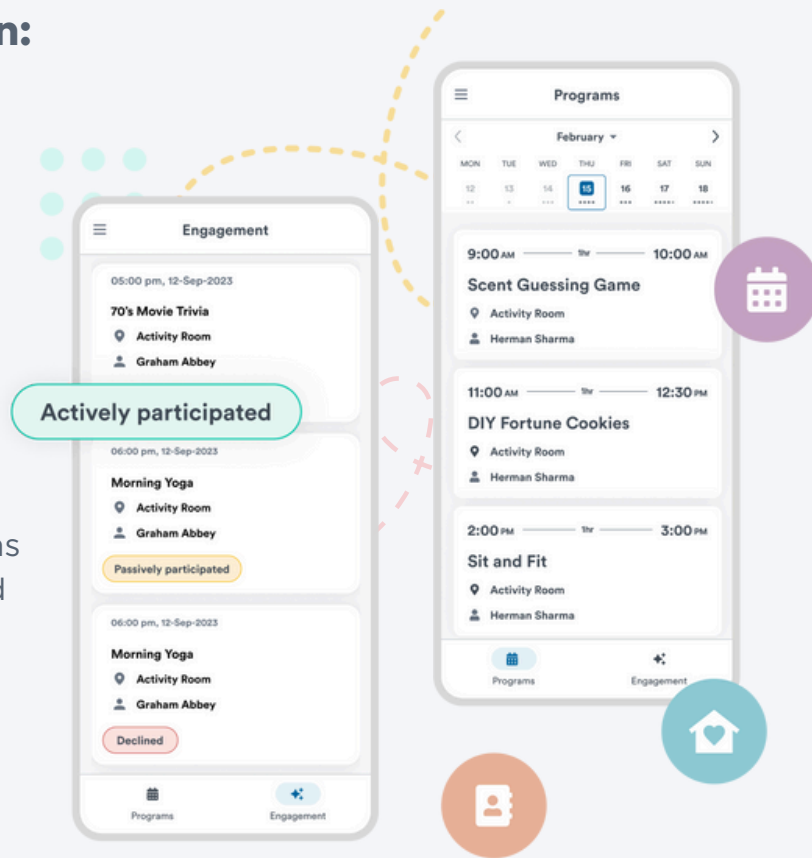 n:
Engagement
05:00 pm, 12-Sep-2023
70's Movie Trivia
Activity Room
Graham Abbey
Actively participated
06:00 pm, 12-Sep-2023
Morning Yoga
Activity Room
Graham Abbey
Passively participated
06:00 pm, 12-Sep-2023
Morning Yoga
Activity Room
Graham Abbey
Declined
Programs Engagement
Programs
February
MON TUE WED THU FRI SAT SUN
12 13 14 15 16 17 18
9:00 AM 1hr 10:00 AM
Scent Guessing Game
Activity Room
Herman Sharma
11:00 AM 1hr 12:30 PM
DIY Fortune Cookies
Activity Room
Herman Sharma
2:00 PM 1hr 3:00 PM
Sit and Fit
Activity Room
Herman Sharma
Programs Engagement